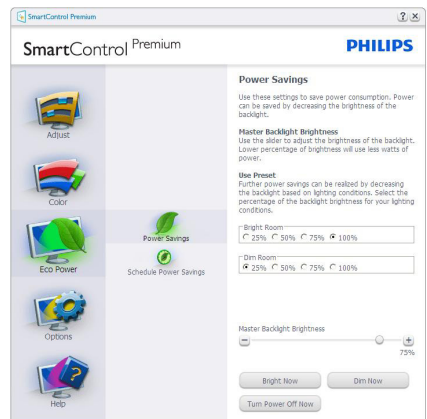 SmartControl Premium
? ×
SmartControl Premium
PHILIPS
Adjust
Color
Eco Power
Options
Help
Power Savings
Schedule Power Savings
Power Savings
Use these settings to save power consumption. Power
can be saved by decreasing the brightness of the
backlight.
Master Backlight Brightness
Use the slider to adjust the brightness of the backlight.
Lower percentage of brightness will use less watts of
power.
Use Preset
Further power savings can be realized by decreasing
the backlight based on lighting conditions. Select the
percentage of the backlight brightness for your lighting
conditions.
Bright Room
25% 50% 75% 100%
Dim Room
25% 50% 75% 100%
Master Backlight Brightness
75%
Bright Now Dim Now
Turn Power Off Now